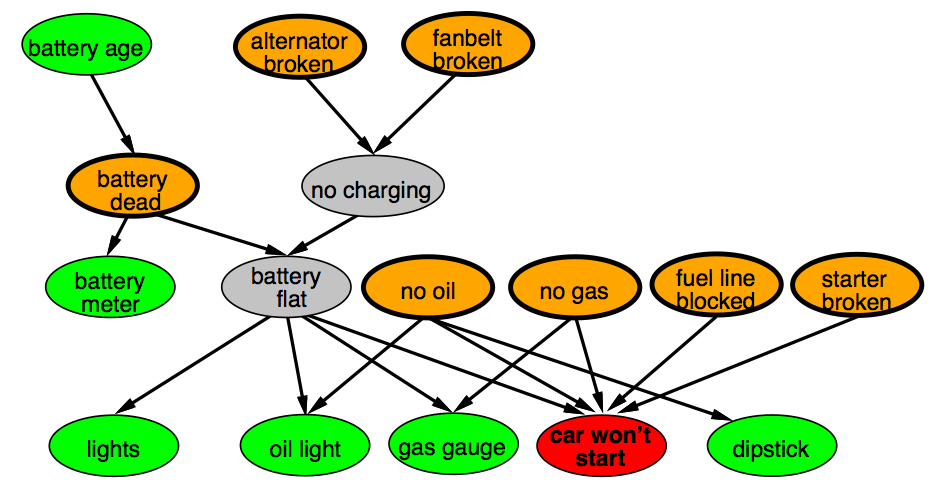 battery age
alternator
broken
fanbelt
broken
battery
dead
no charging
battery
meter
battery
flat
no oil
no gas
fuel line
blocked
starter
broken
lights
oil light
gas gauge
car won't
start
dipstick